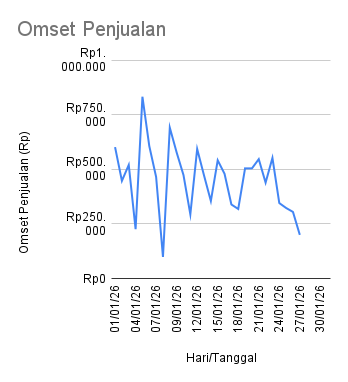 Omset Penjualan
Rp1.
000.000
Rp750.
000
Rp500.
000
Rp250.
000
Rp0
Omset Penjualan (Rp)
01/01/26
04/01/26
07/01/26
09/01/26
12/01/26
15/01/26
18/01/26
21/01/26
24/01/26
27/01/26
30/01/26
Hari/Tanggal